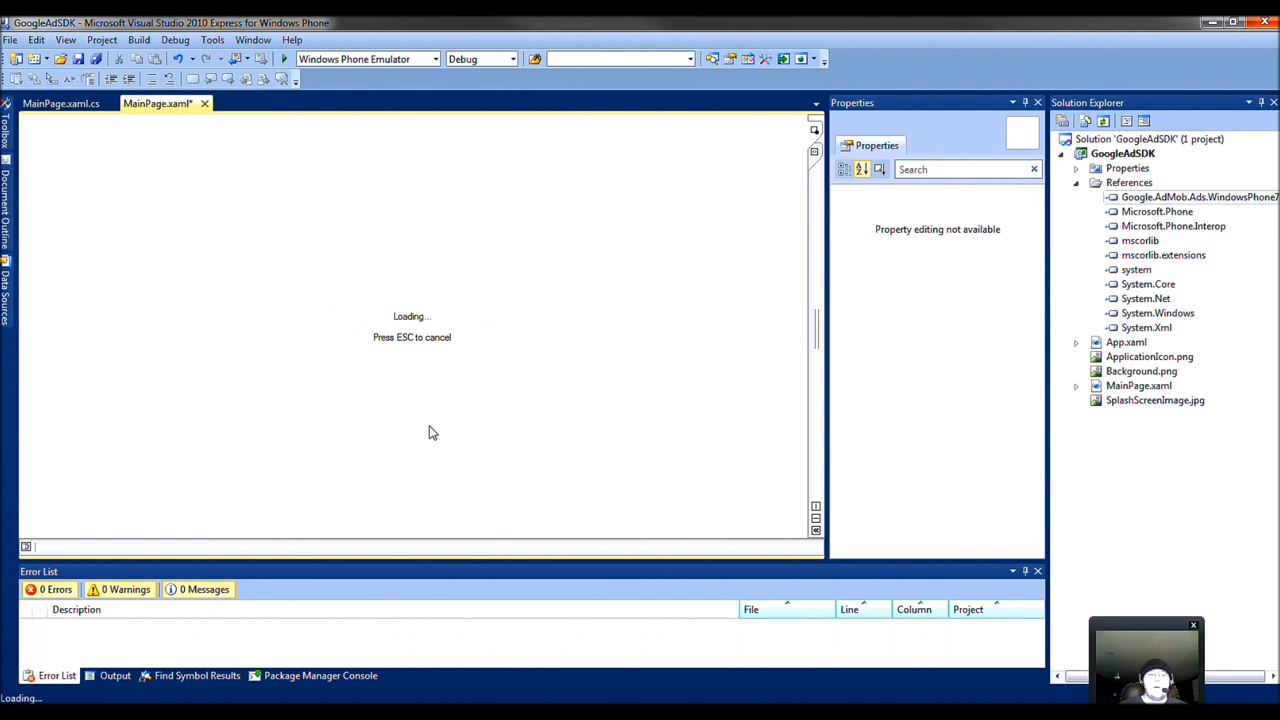 GoogleAdSDK - Microsoft Visual Studio 2010 Express for Windows Phone
File Edit View Project Build Debug Tools Window Help
Windows Phone Emulator Debug
MainPage.xaml.cs MainPage.xaml*
Toolbox
Document Outline
Data Sources
Loading...
Press ESC to cancel
Properties
Properties
Search
Property editing not available
Solution Explorer
Solution 'GoogleAdSDK' (1 project)
GoogleAdSDK
Properties
References
Google.AdMob.Ads.WindowsPhone7
Microsoft.Phone
Microsoft.Phone.Interop
mscorlib
mscorlib.extensions
system
System.Core
System.Net
System.Windows
System.Xml
App.xaml
ApplicationIcon.png
Background.png
MainPage.xaml
SplashScreenImage.jpg
Error List
0 Errors 0 Warnings 0 Messages
Description File Line Column Project
Error List Output Find Symbol Results Package Manager Console
Loading...